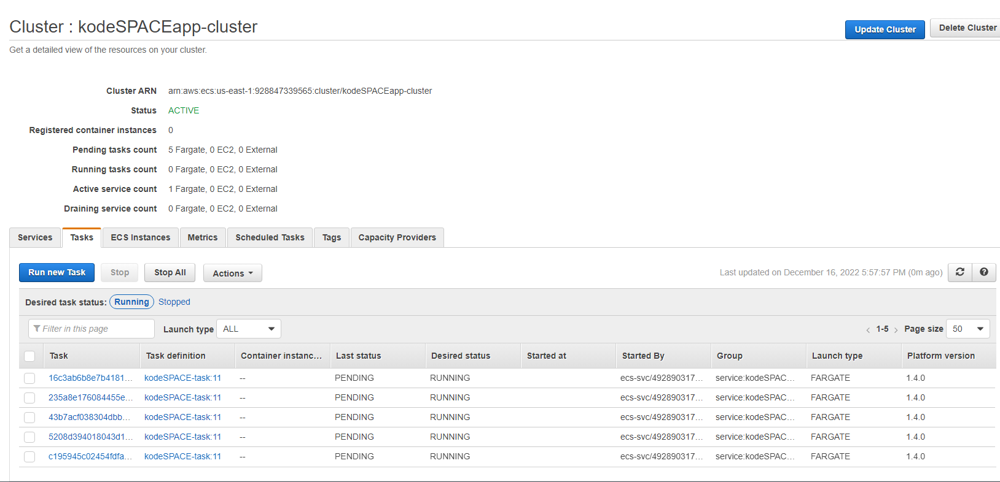 Cluster : kodeSPACEapp-cluster
Update Cluster Delete Cluster
Get a detailed view of the resources on your cluster.
Cluster ARN arn:aws:ecs:us-east-1:928847339565:cluster/kodeSPACEapp-cluster
Status ACTIVE
Registered container instances 0
Pending tasks count 5 Fargate, 0 EC2, 0 External
Running tasks count 0 Fargate, 0 EC2, 0 External
Active service count 1 Fargate, 0 EC2, 0 External
Draining service count 0 Fargate, 0 EC2, 0 External
Services Tasks ECS Instances Metrics Scheduled Tasks Tags Capacity Providers
Run new Task Stop Stop All Actions Last updated on December 16, 2022 5:57:57 PM (0m ago)
Desired task status: Running Stopped
Filter in this page Launch type ALL 1-5 Page size 50
Task Task definition Container instanc... Last status Desired status Started at Started By Group Launch type Platform version
16c3ab6b8e7b4181... kodeSPACE-task:11 -- PENDING RUNNING ecs-svc/492890317... service:kodeSPAC... FARGATE 1.4.0
235a8e176084455e... kodeSPACE-task:11 -- PENDING RUNNING ecs-svc/492890317... service:kodeSPAC... FARGATE 1.4.0
43b7acf038304dbb... kodeSPACE-task:11 -- PENDING RUNNING ecs-svc/492890317... service:kodeSPAC... FARGATE 1.4.0
5208d394018043d1... kodeSPACE-task:11 -- PENDING RUNNING ecs-svc/492890317... service:kodeSPAC... FARGATE 1.4.0
c195945c02454fdfa... kodeSPACE-task:11 -- PENDING RUNNING ecs-svc/492890317... service:kodeSPAC... FARGATE 1.4.0